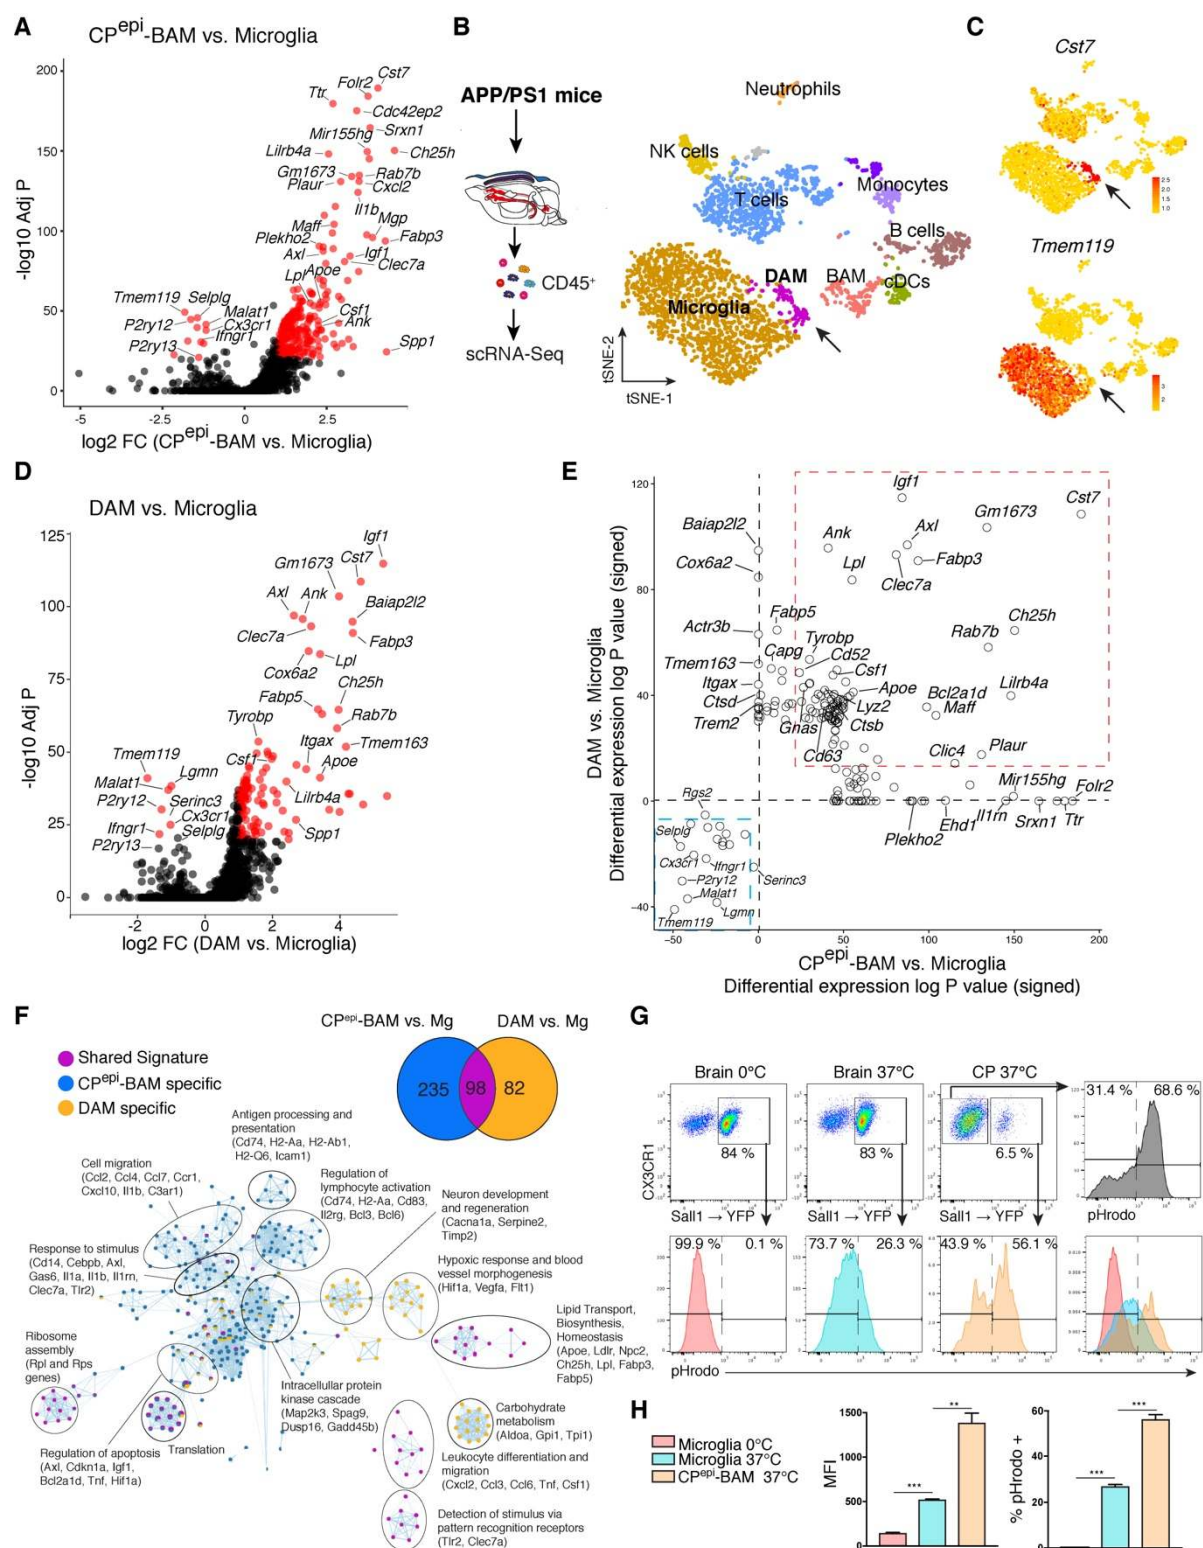 A
CP^epi-BAM vs. Microglia
-log10 Adj P
200
150
100
50
0
-5
-2.5
0
2.5
log2 FC (CP^epi-BAM vs. Microglia)
Cst7
Folr2
Ttr
Cdc42ep2
Mir155hg
Srxn1
Lilrb4a
Ch25h
Gm1673
Rab7b
Plaur
Cxcl2
Il1b
Maff
Mgp
Plekho2
Fabp3
Axl
Igf1
Clec7a
Lpl
Apoe
Tmem119
Selplg
Malat1
Csf1
P2ry12
Cx3cr1
Ank
Ifngr1
P2ry13
Spp1
B
APP/PS1 mice
CD45+
scRNA-Seq
Neutrophils
NK cells
T cells
Monocytes
B cells
DAM
BAM
cDCs
Microglia
tSNE-2
tSNE-1
C
Cst7
2.5
2.0
1.5
1.0
Tmem119
3
2
D
DAM vs. Microglia
-log10 Adj P
125
100
75
50
25
0
-2
0
2
4
log2 FC (DAM vs. Microglia)
Igf1
Cst7
Gm1673
Axl
Ank
Baiap2l2
Clec7a
Fabp3
Cox6a2
Lpl
Ch25h
Fabp5
Rab7b
Tyrobp
Itgax
Tmem163
Tmem119
Csf1
Apoe
Malat1
Lgmn
P2ry12
Serinc3
Lilrb4a
Cx3cr1
Ifngr1
Selplg
Spp1
P2ry13
E
DAM vs. Microglia
Differential expression log P value (signed)
120
80
40
0
−40
−50
0
50
100
150
200
CP^epi-BAM vs. Microglia
Differential expression log P value (signed)
Igf1
Cst7
Gm1673
Baiap2l2
Ank
Axl
Cox6a2
Lpl
Fabp3
Clec7a
Fabp5
Ch25h
Actr3b
Tyrobp
Rab7b
Capg
Cd52
Tmem163
Csf1
Itgax
Apoe
Bcl2a1d
Lilrb4a
Ctsd
Lyz2
Maff
Trem2
Gnas
Ctsb
Cd63
Clic4
Plaur
Mir155hg
Folr2
Rgs2
Il1rn
Ehd1
Srxn1
Ttr
Plekho2
Selplg
Cx3cr1
Ifngr1
Serinc3
P2ry12
Malat1
Lgmn
Tmem119
F
CP^epi-BAM vs. Mg
DAM vs. Mg
235
98
82
Shared Signature
CP^epi-BAM specific
DAM specific
Antigen processing and
presentation
(Cd74, H2-Aa, H2-Ab1,
H2-Q6, Icam1)
Cell migration
(Ccl2, Ccl4, Ccl7, Ccr1,
Cxcl10, Il1b, C3ar1)
Regulation of
lymphocyte activation
(Cd74, H2-Aa, Cd83,
Il2rg, Bcl3, Bcl6)
Neuron development
and regeneration
(Cacna1a, Serpine2,
Timp2)
Response to stimulus
(Cd14, Cebpb, Axl,
Gas6, Il1a, Il1b, Il1rn,
Clec7a, Tlr2)
Hypoxic response and blood
vessel morphogenesis
(Hif1a, Vegfa, Flt1)
Lipid Transport,
Biosynthesis,
Homeostasis
(Apoe, Ldlr, Npc2,
Ch25h, Lpl, Fabp3,
Fabp5)
Ribosome
assembly
(Rpl and Rps
genes)
Intracellular protein
kinase cascade
(Map2k3, Spag9,
Dusp16, Gadd45b)
Carbohydrate
metabolism
(Aldoa, Gpi1, Tpi1)
Translation
Regulation of apoptosis
(Axl, Cdkn1a, Igf1,
Bcl2a1d, Tnf, Hif1a)
Leukocyte differentiation and
migration
(Cxcl2, Ccl3, Ccl6, Tnf, Csf1)
Detection of stimulus via
pattern recognition receptors
(Tlr2, Clec7a)
G
Brain 0°C
Brain 37°C
CP 37°C
CX3CR1
84 %
83 %
6.5 %
31.4 %
68.6 %
Sall1 → YFP
Sall1 → YFP
Sall1 → YFP
pHrodo
99.9 %
0.1 %
73.7 %
26.3 %
43.9 %
56.1 %
pHrodo
H
Microglia 0°C
Microglia 37°C
CP^epi-BAM 37°C
MFI
1500
1000
500
0
***
**
% pHrodo +
60
40
20
0
***
***